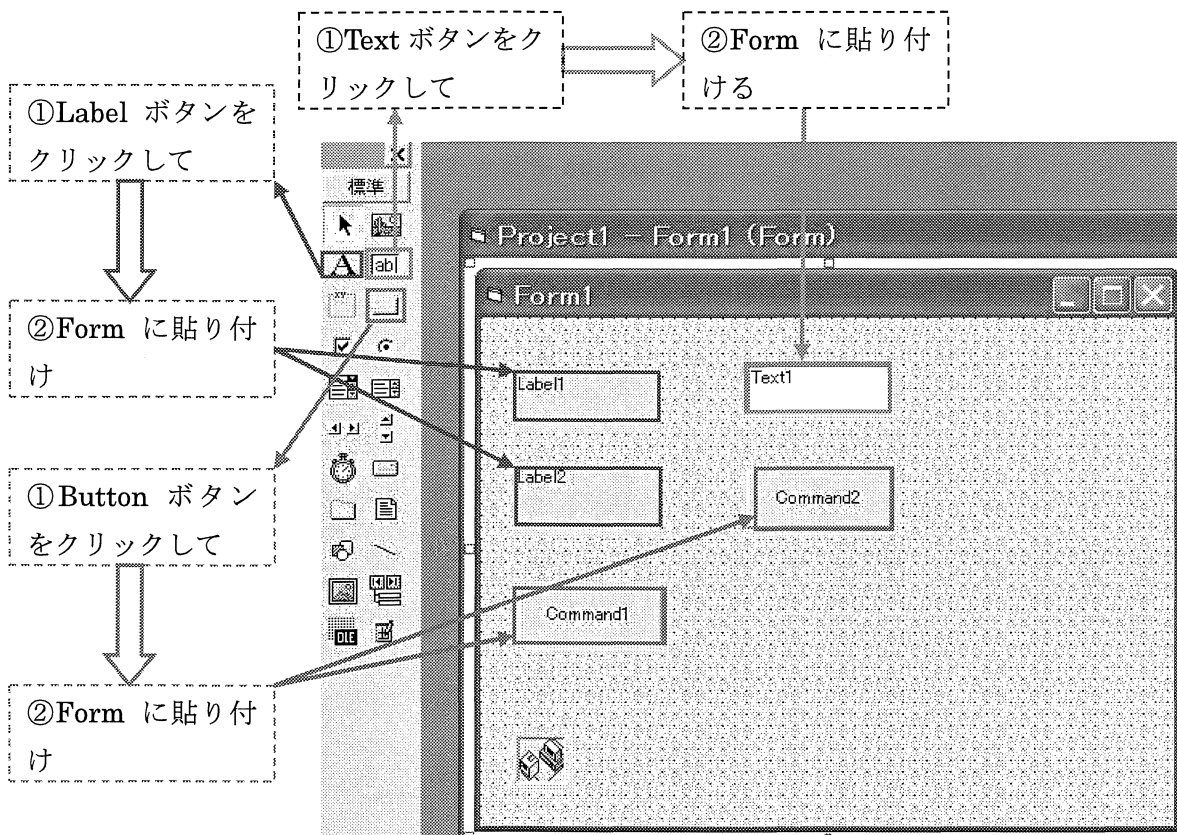 ①Text ボタンをク
リックして
②Form に貼り付
ける
①Label ボタンを
クリックして
②Form に貼り付
け
①Button ボタン
をクリックして
②Form に貼り付
け
標準
A
abl
xy
OLE
Project1 - Form1 (Form)
Form1
Label1
Text1
Label2
Command2
Command1